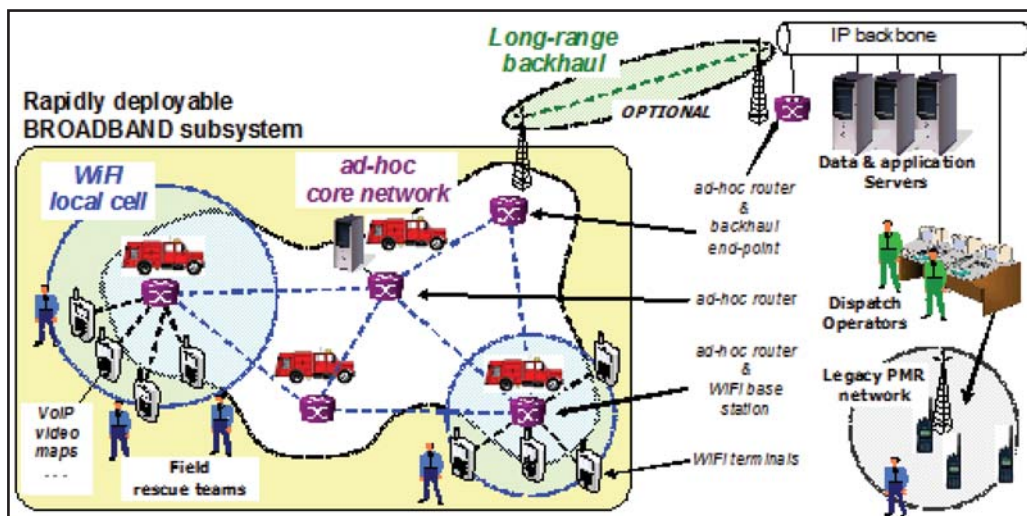 Long-range
backhaul
OPTIONAL
IP backbone
Rapidly deployable
BROADBAND subsystem
WiFI
local cell
ad-hoc
core network
Data & application
Servers
ad-hoc router
&
backhaul
end-point
ad-hoc router
Dispatch
Operators
ad-hoc router
&
WIFI base
station
Legacy PMR
network
VoIP
video
maps
...
Field
rescue teams
WIFI terminals